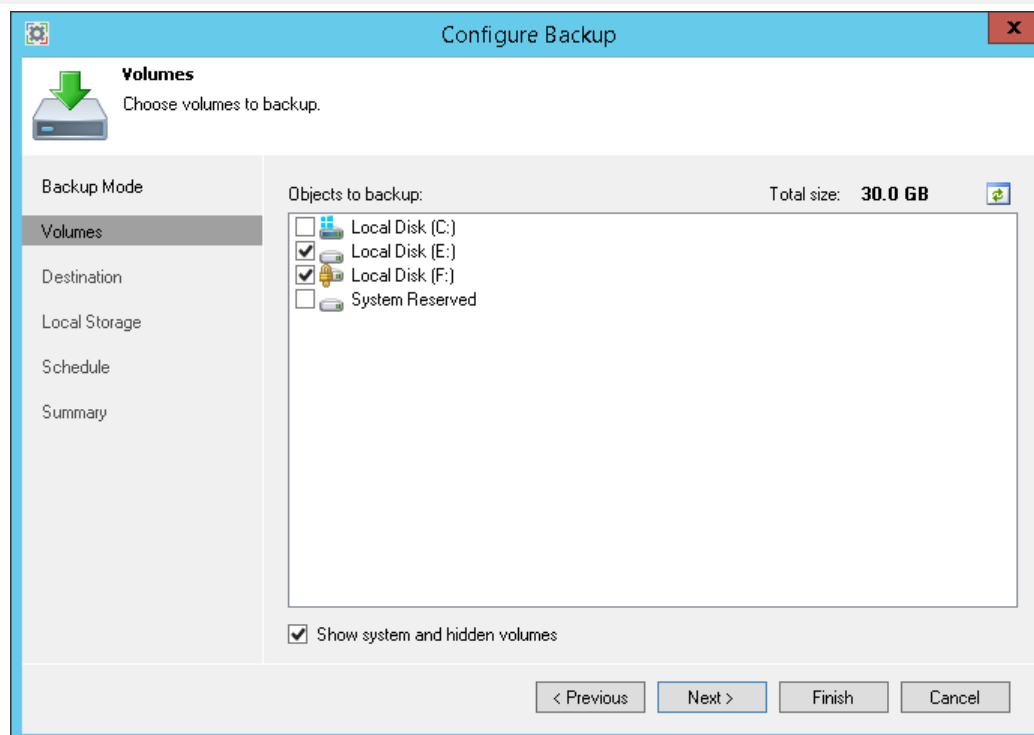 Configure Backup
x
Volumes
Choose volumes to backup.
Backup Mode
Volumes
Destination
Local Storage
Schedule
Summary
Objects to backup: Total size: 30.0 GB
Local Disk (C:)
Local Disk (E:)
Local Disk (F:)
System Reserved
Show system and hidden volumes
< Previous Next > Finish Cancel